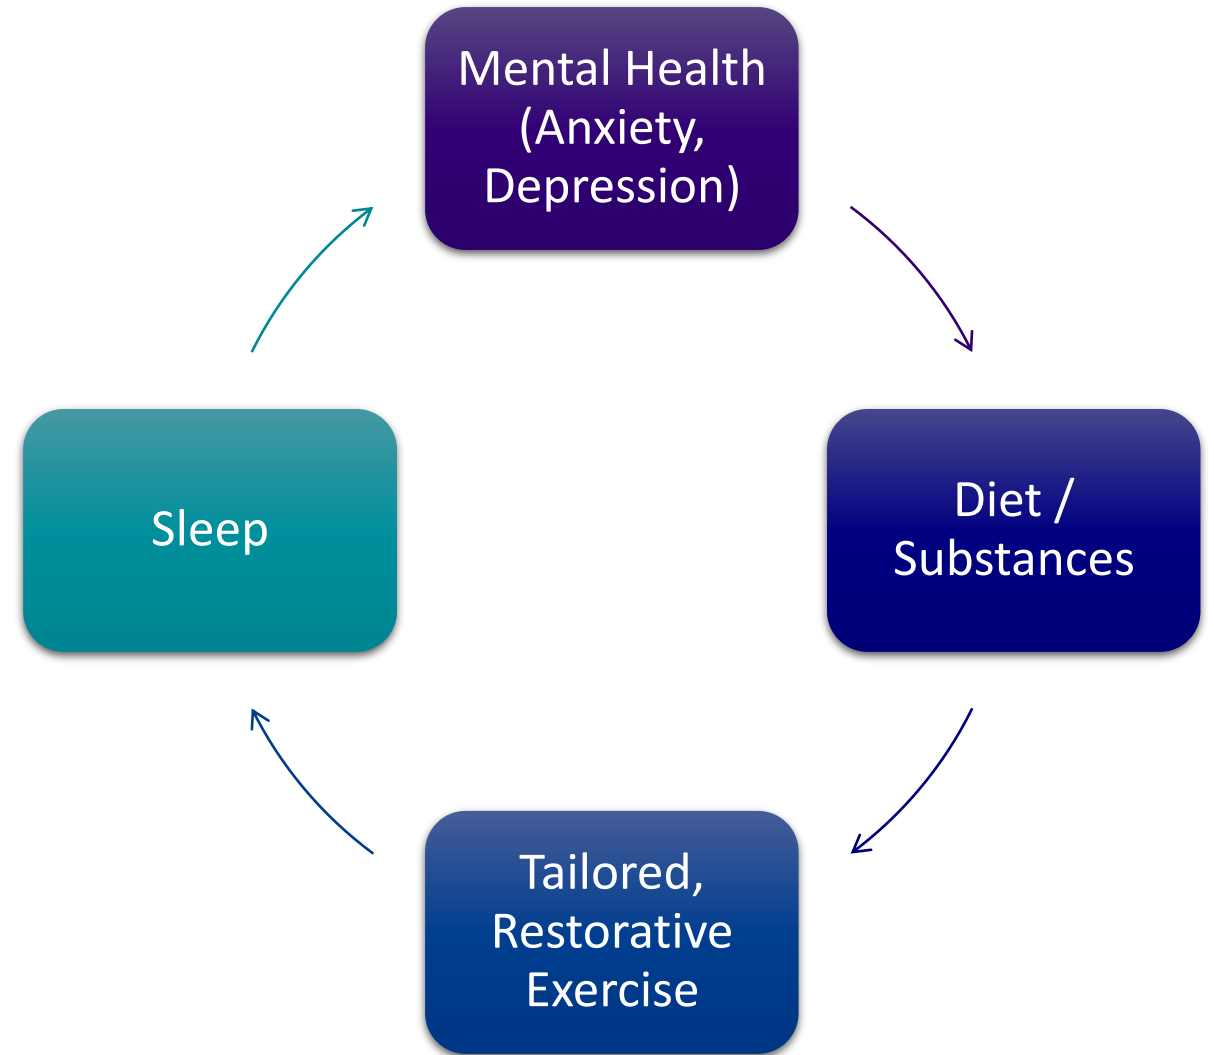 Mental Health
(Anxiety,
Depression)
Sleep
Diet /
Substances
Tailored,
Restorative
Exercise